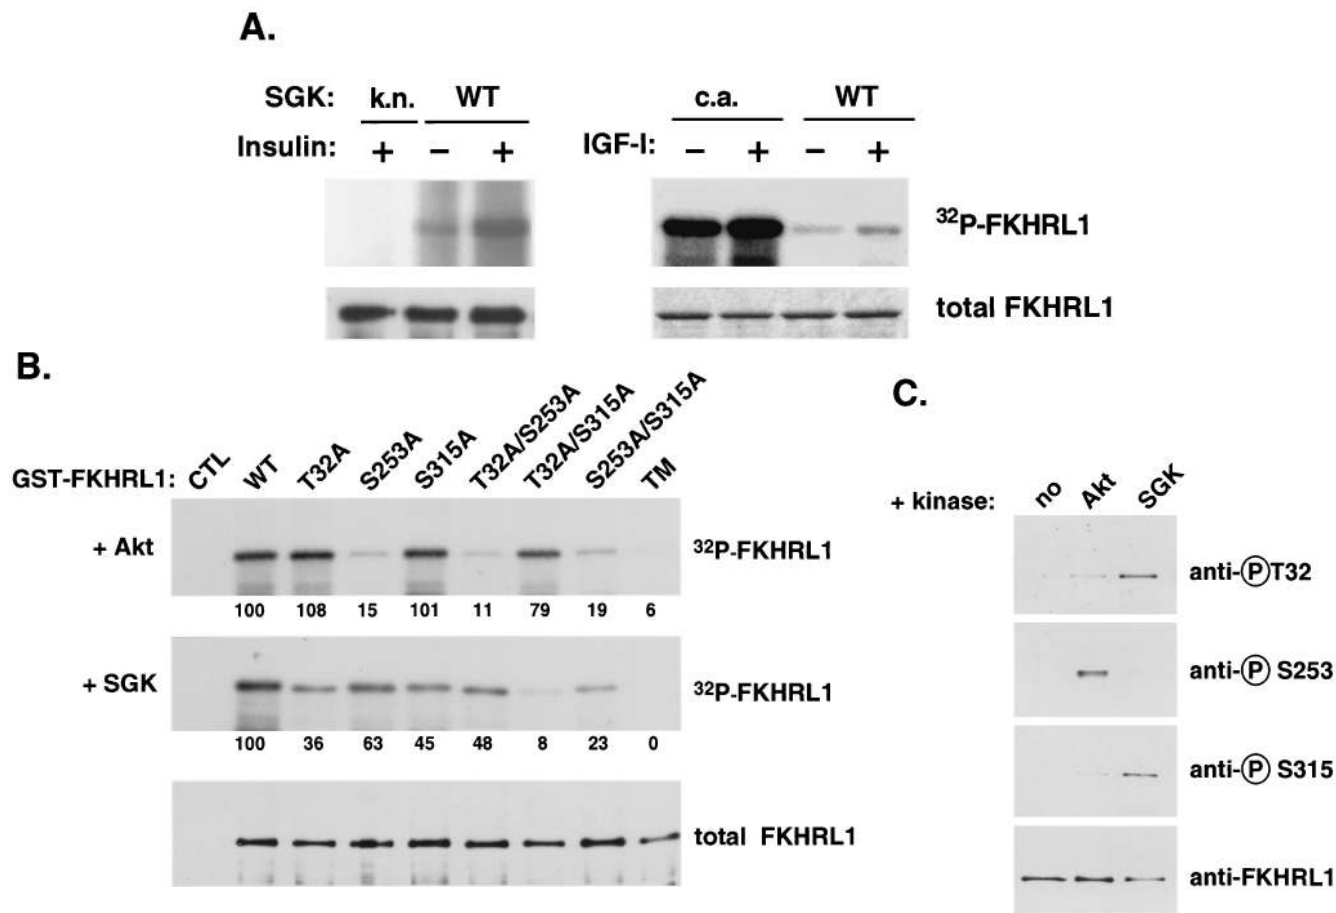 A.
SGK: k.n. WT c.a. WT
Insulin: + − + IGF-I: − + − +
³²P-FKHRL1
total FKHRL1
B.
GST-FKHRL1: CTL WT T32A S253A S315A T32A/S253A T32A/S315A S253A/S315A TM
+ Akt ³²P-FKHRL1
100 108 15 101 11 79 19 6
+ SGK ³²P-FKHRL1
100 36 63 45 48 8 23 0
total FKHRL1
C.
+ kinase: no Akt SGK
anti-ⓅT32
anti-Ⓟ S253
anti-Ⓟ S315
anti-FKHRL1